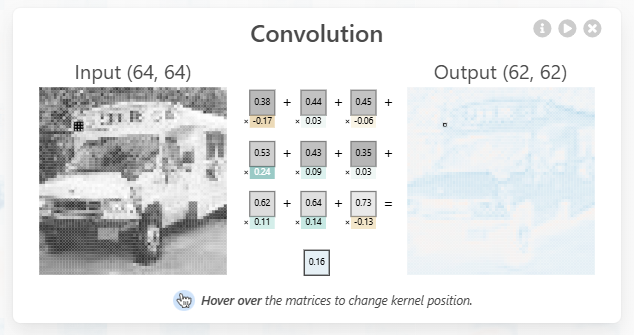 Convolution
Input (64, 64)
Output (62, 62)
0.38 + 0.44 + 0.45 +
× -0.17 × 0.03 × -0.06
0.53 + 0.43 + 0.35 +
× 0.24 × 0.09 × 0.03
0.62 + 0.64 + 0.73 =
× 0.11 × 0.14 × -0.13
0.16
Hover over the matrices to change kernel position.